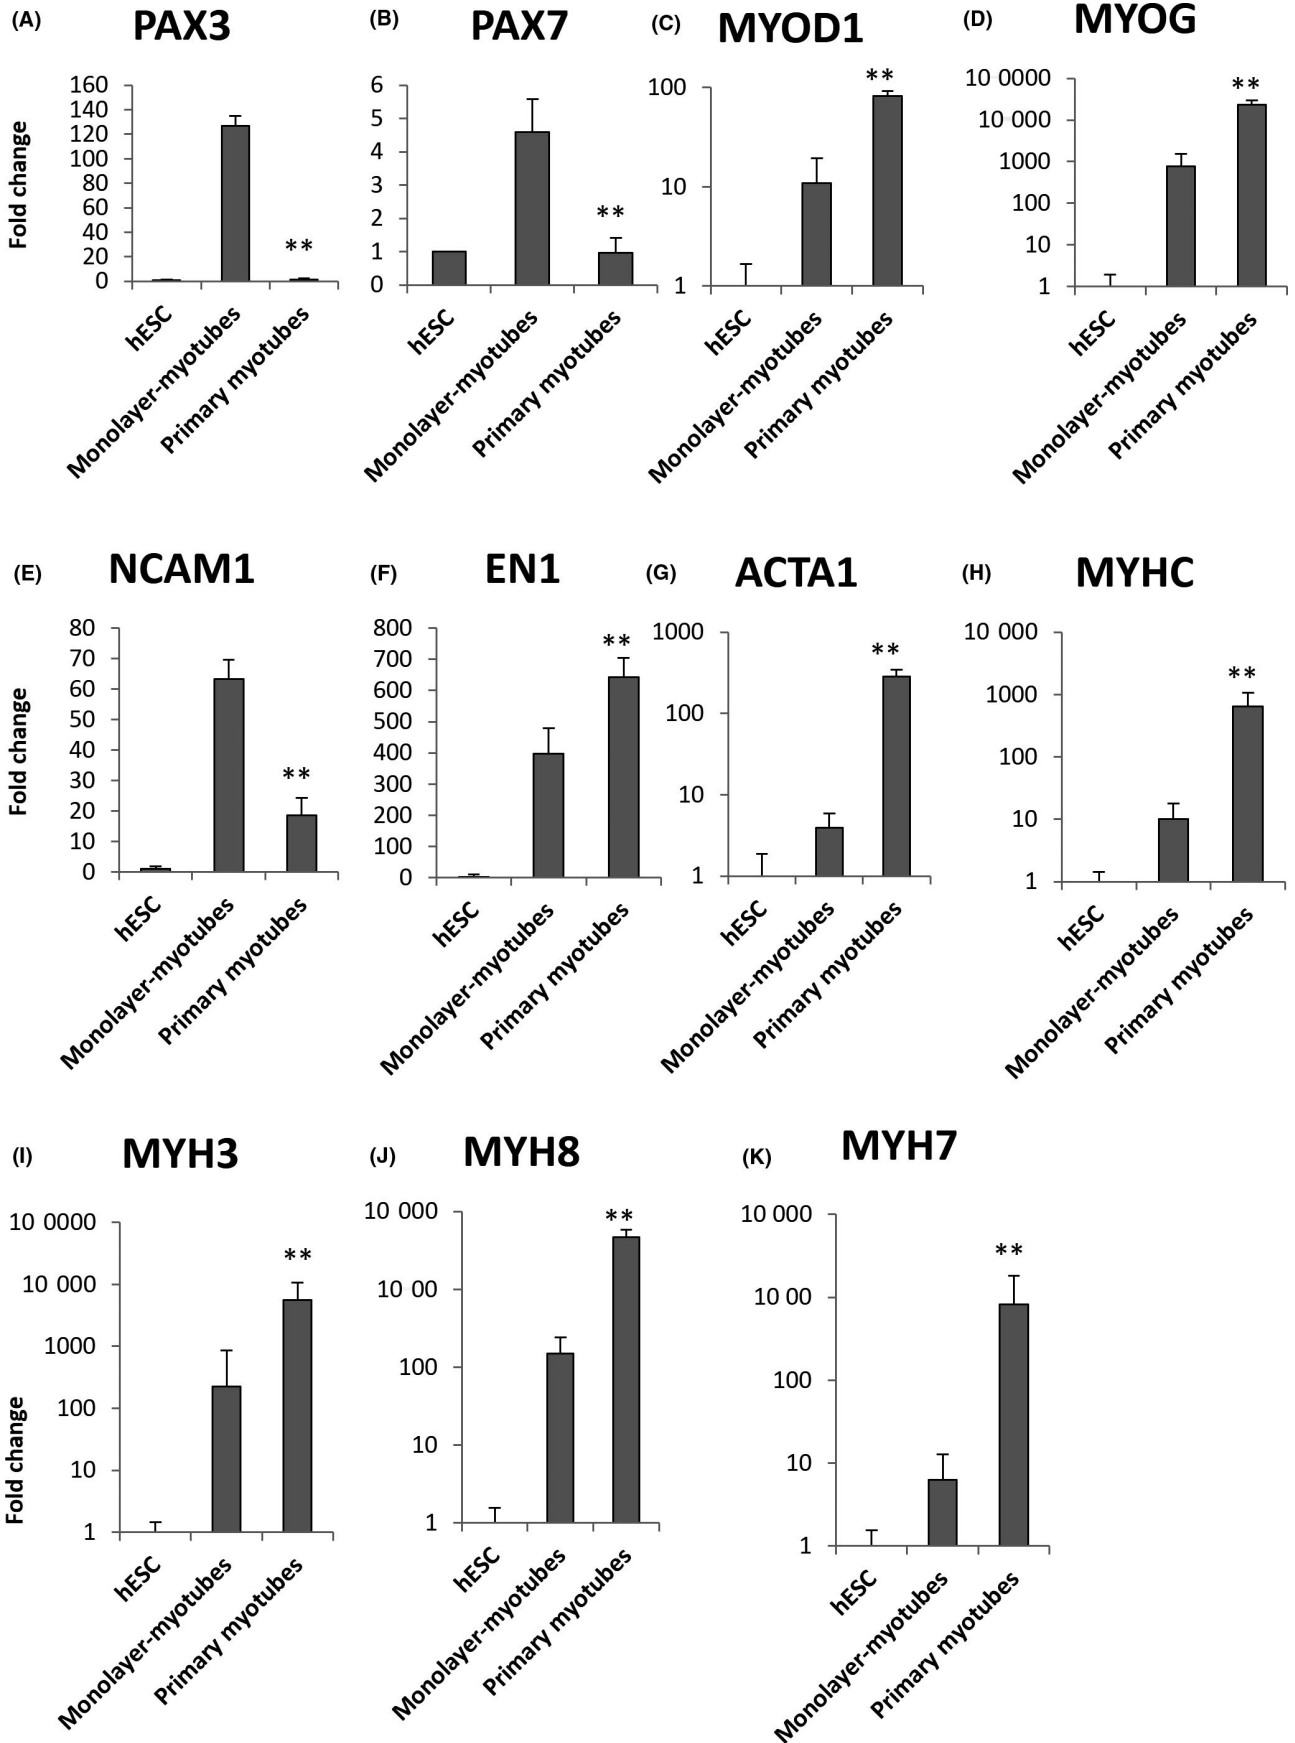 (A) PAX3
Fold change
160
140
120
100
80
60
40
20
0
**
hESC
Monolayer-myotubes
Primary myotubes
(B) PAX7
6
5
4
3
2
1
0
**
hESC
Monolayer-myotubes
Primary myotubes
(C) MYOD1
100
10
1
**
hESC
Monolayer-myotubes
Primary myotubes
(D) MYOG
10 0000
10 000
1000
100
10
1
**
hESC
Monolayer-myotubes
Primary myotubes
(E) NCAM1
Fold change
80
70
60
50
40
30
20
10
0
**
hESC
Monolayer-myotubes
Primary myotubes
(F) EN1
800
700
600
500
400
300
200
100
0
**
hESC
Monolayer-myotubes
Primary myotubes
(G) ACTA1
1000
100
10
1
**
hESC
Monolayer-myotubes
Primary myotubes
(H) MYHC
10 000
1000
100
10
1
**
hESC
Monolayer-myotubes
Primary myotubes
(I) MYH3
Fold change
10 0000
10 000
1000
100
10
1
**
hESC
Monolayer-myotubes
Primary myotubes
(J) MYH8
10 000
10 00
100
10
1
**
hESC
Monolayer-myotubes
Primary myotubes
(K) MYH7
10 000
10 00
100
10
1
**
hESC
Monolayer-myotubes
Primary myotubes